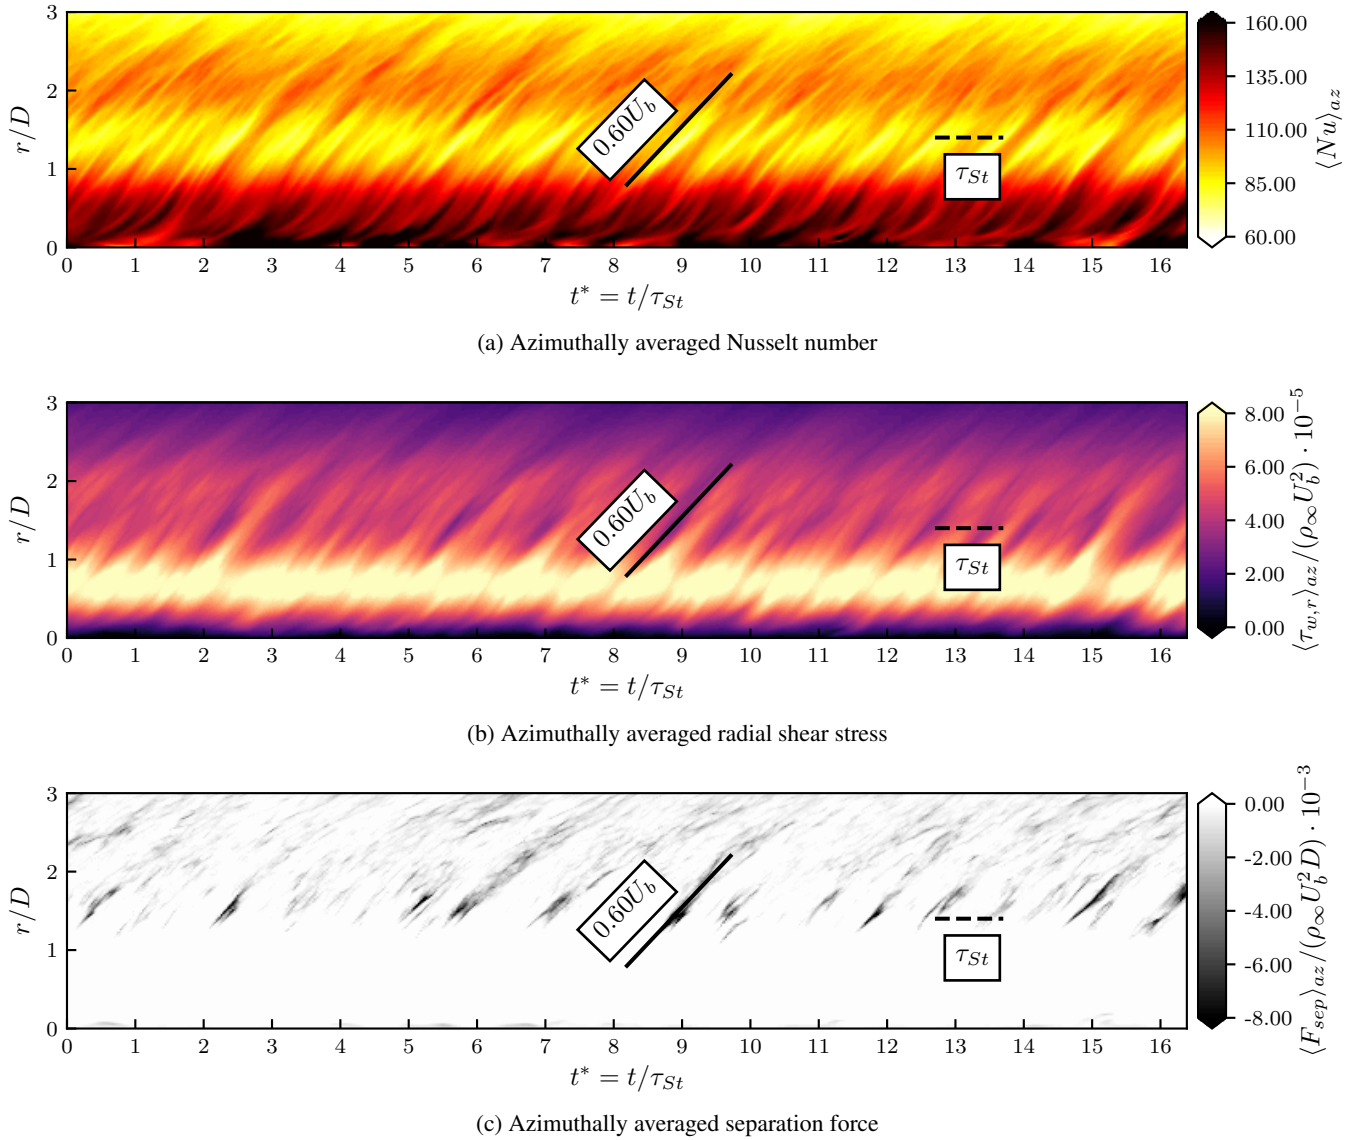 3
2
1
0
r/D
0.60U_b
τ_St
0 1 2 3 4 5 6 7 8 9 10 11 12 13 14 15 16
t* = t/τ_St
160.00
135.00
110.00
85.00
60.00
⟨Nu⟩_az
(a) Azimuthally averaged Nusselt number
3
2
1
0
r/D
0.60U_b
τ_St
0 1 2 3 4 5 6 7 8 9 10 11 12 13 14 15 16
t* = t/τ_St
8.00
6.00
4.00
2.00
0.00
⟨τ_{w,r}⟩_az/(ρ_∞U_b^2) · 10^{−5}
(b) Azimuthally averaged radial shear stress
3
2
1
0
r/D
0.60U_b
τ_St
0 1 2 3 4 5 6 7 8 9 10 11 12 13 14 15 16
t* = t/τ_St
0.00
-2.00
-4.00
-6.00
-8.00
⟨F_sep⟩_az/(ρ_∞U_b^2D) · 10^{−3}
(c) Azimuthally averaged separation force